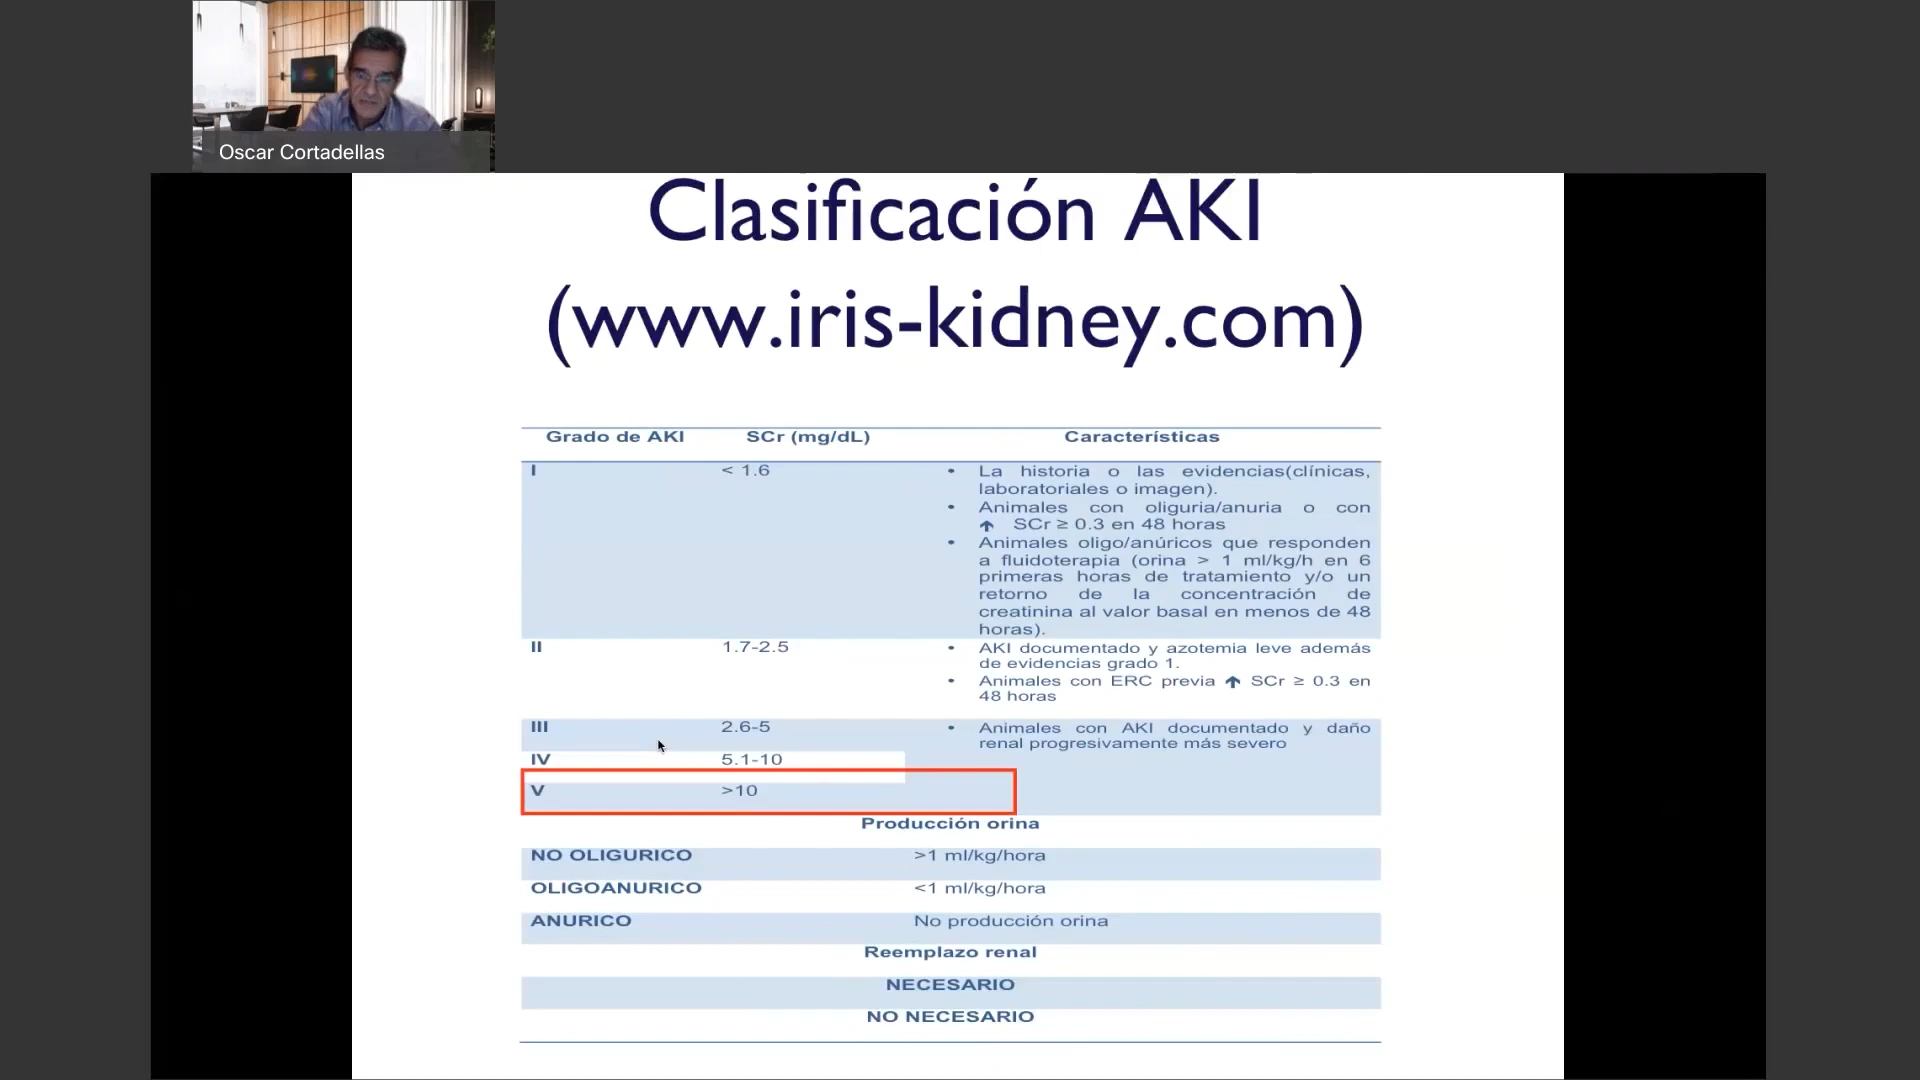 Oscar Cortadellas
Clasificación AKI
(www.iris-kidney.com)
Grado de AKI SCr (mg/dL) Características
I < 1.6 • La historia o las evidencias(clínicas,
laboratoriales o imagen).
• Animales con oliguria/anuria o con
↑ SCr ≥ 0.3 en 48 horas
• Animales oligo/anúricos que responden
a fluidoterapia (orina > 1 ml/kg/h en 6
primeras horas de tratamiento y/o un
retorno de la concentración de
creatinina al valor basal en menos de 48
horas).
II 1.7-2.5 • AKI documentado y azotemia leve además
de evidencias grado 1.
• Animales con ERC previa ↑ SCr ≥ 0.3 en
48 horas
III 2.6-5 • Animales con AKI documentado y daño
renal progresivamente más severo
IV 5.1-10
V >10
Producción orina
NO OLIGURICO >1 ml/kg/hora
OLIGOANURICO <1 ml/kg/hora
ANURICO No producción orina
Reemplazo renal
NECESARIO
NO NECESARIO